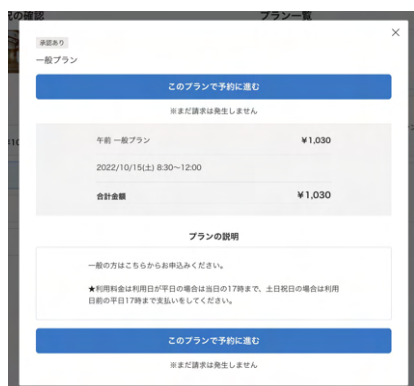 況の確認
プラン一覧
承認あり
一般プラン
このプランで予約に進む
※まだ請求は発生しません
午前 一般プラン ¥1,030
2022/10/15(土) 8:30〜12:00
合計金額 ¥1,030
プランの説明
一般の方はこちらからお申込みください。
★利用料金は利用日が平日の場合は当日の17時まで、土日祝日の場合は利用
日前の平日17時まで支払いをしてください。
このプランで予約に進む
※まだ請求は発生しません